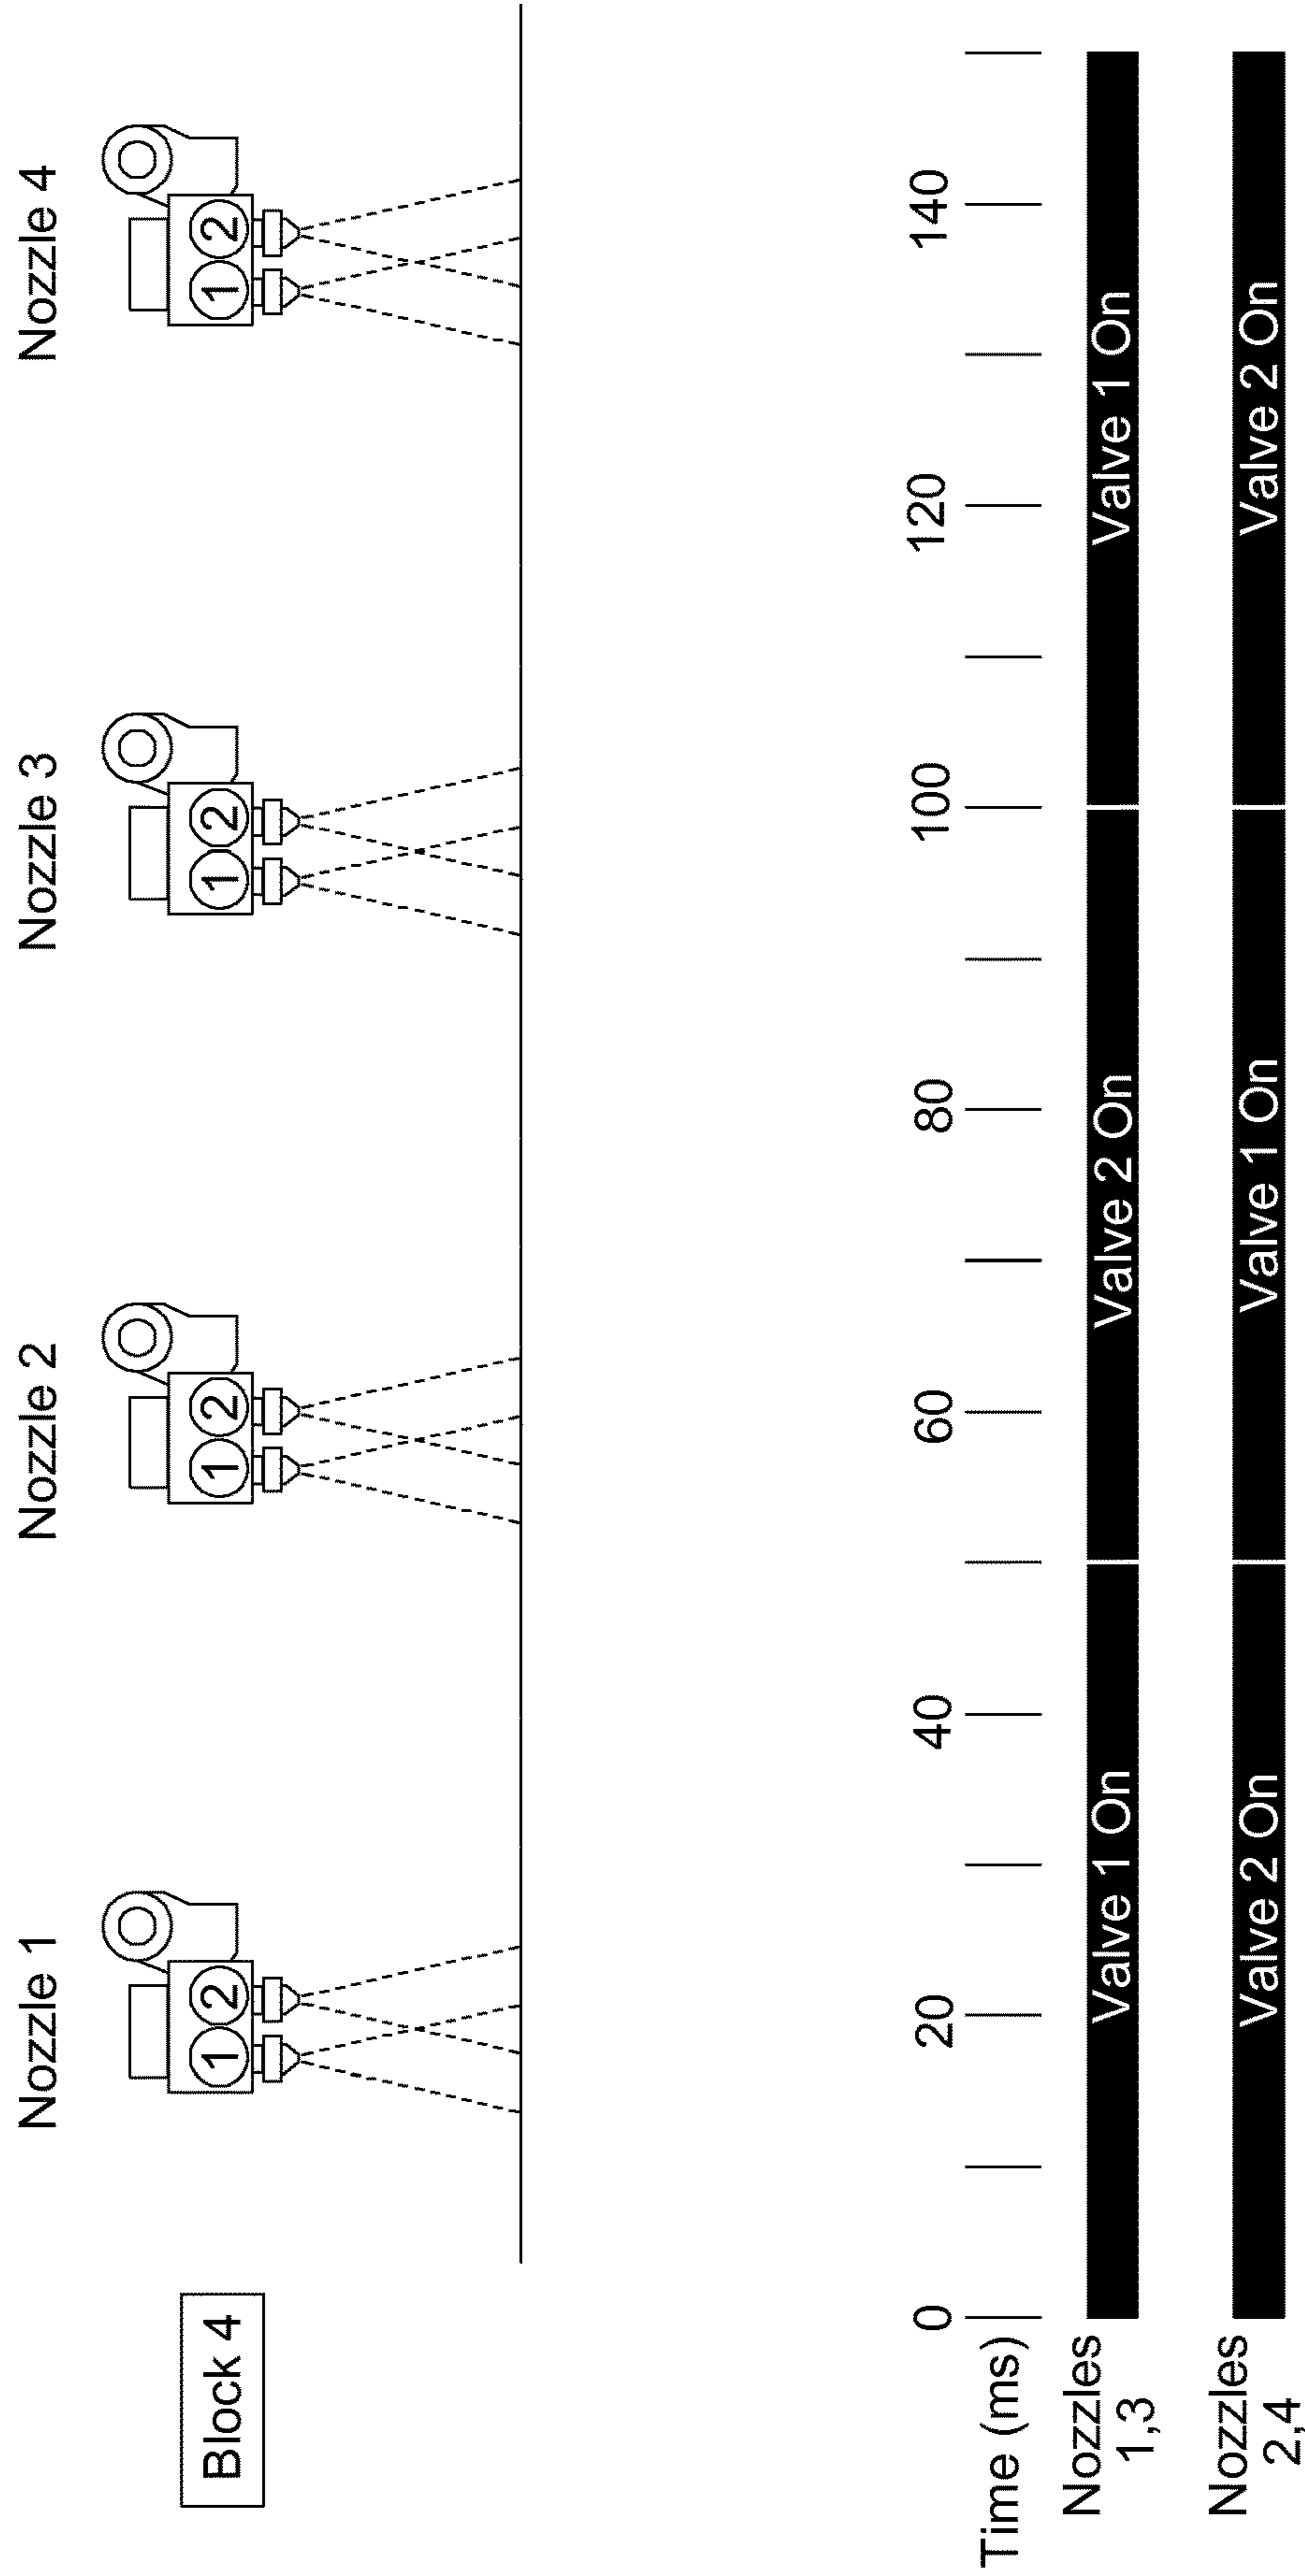 Nozzle 1
Nozzle 2
Nozzle 3
Nozzle 4
Block 4
1
2
1
2
1
2
1
2
0
20
40
60
80
100
120
140
Time (ms)
Nozzles
1,3
Valve 1 On
Valve 2 On
Valve 1 On
Nozzles
2,4
Valve 2 On
Valve 1 On
Valve 2 On